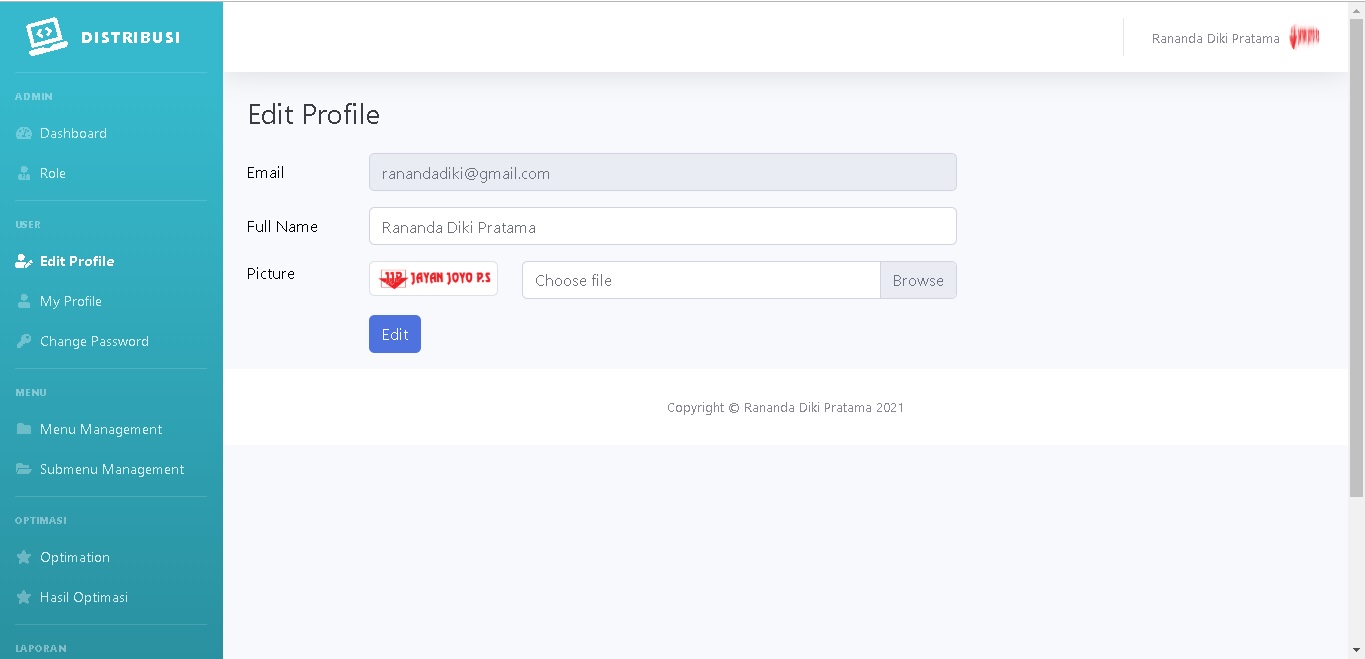 DISTRIBUSI
Rananda Diki Pratama
ADMIN
Dashboard
Role
USER
Edit Profile
My Profile
Change Password
MENU
Menu Management
Submenu Management
OPTIMASI
Optimation
Hasil Optimasi
LAPORAN
Edit Profile
Email ranandadiki@gmail.com
Full Name Rananda Diki Pratama
Picture JJP JAYAN JOYO P.S Choose file Browse
Edit
Copyright © Rananda Diki Pratama 2021